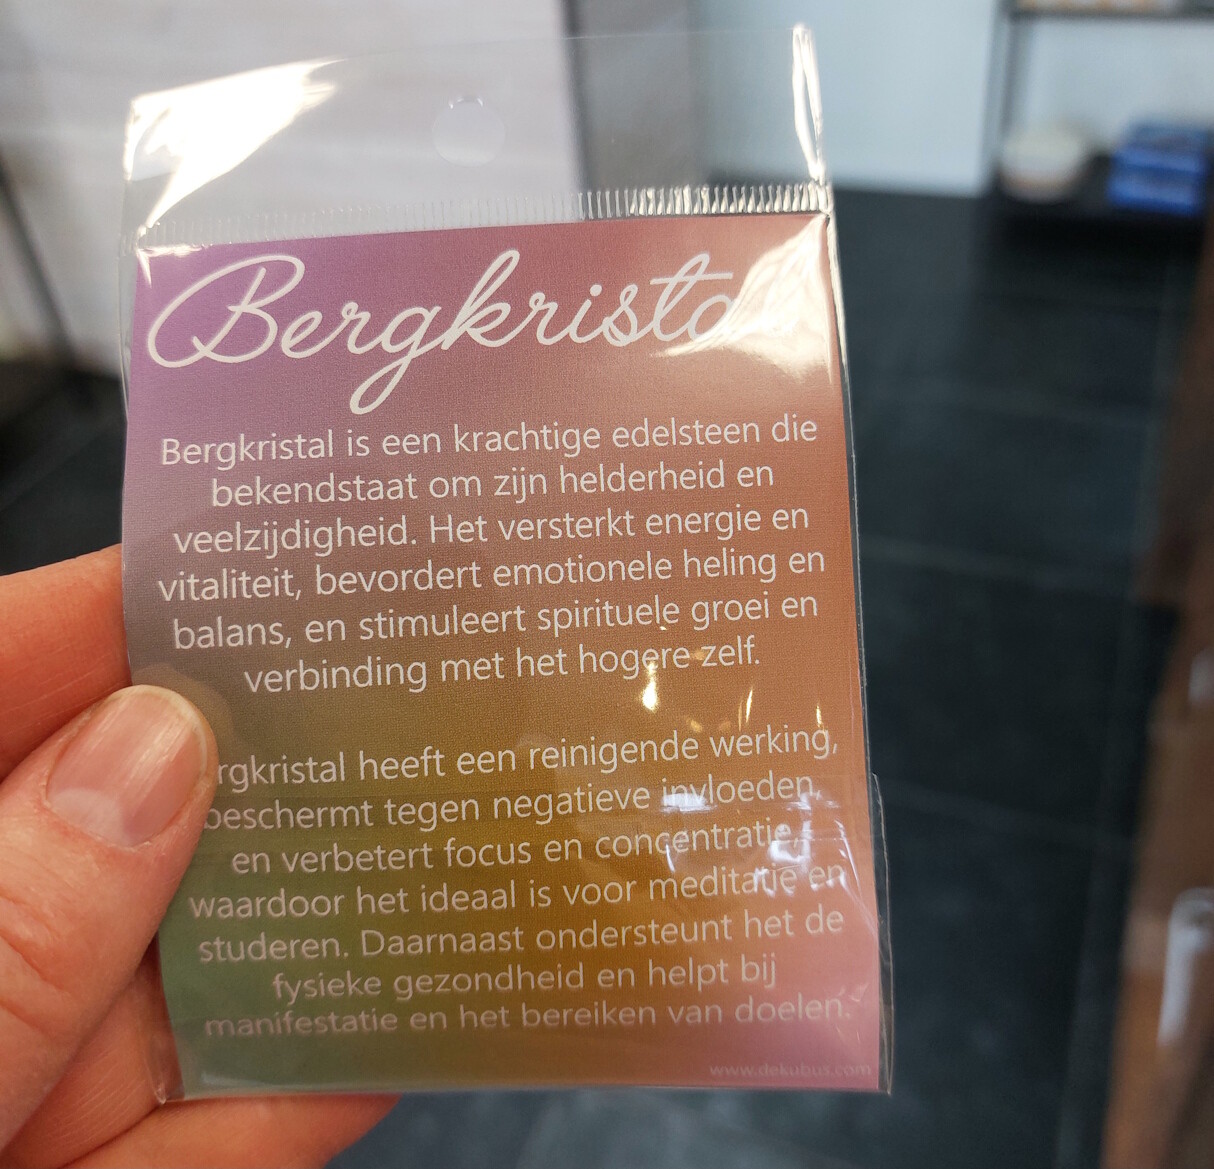 Bergkristal
Bergkristal is een krachtige edelsteen die
bekendstaat om zijn helderheid en
veelzijdigheid. Het versterkt energie en
vitaliteit, bevordert emotionele heling en
balans, en stimuleert spirituele groei en
verbinding met het hogere zelf.
rgkristal heeft een reinigende werking,
beschermt tegen negatieve invloeden,
en verbetert focus en concentratie,
waardoor het ideaal is voor meditatie en
studeren. Daarnaast ondersteunt het de
fysieke gezondheid en helpt bij
manifestatie en het bereiken van doelen.
www.dekubus.com